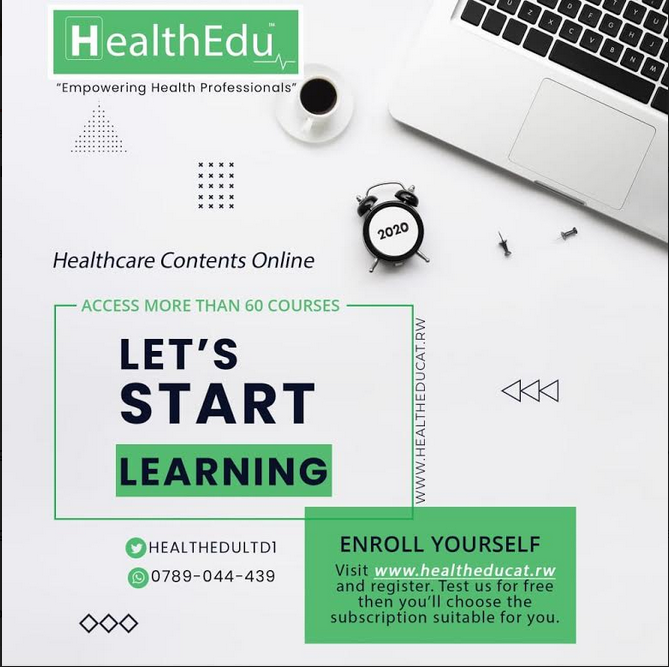 HealthEdu™
"Empowering Health Professionals"
2020
Healthcare Contents Online
ACCESS MORE THAN 60 COURSES
LET'S
START
LEARNING
WWW.HEALTHEDUCAT.RW
HEALTHEDULTD1
0789-044-439
ENROLL YOURSELF
Visit www.healtheducat.rw
and register. Test us for free
then you'll choose the
subscription suitable for you.